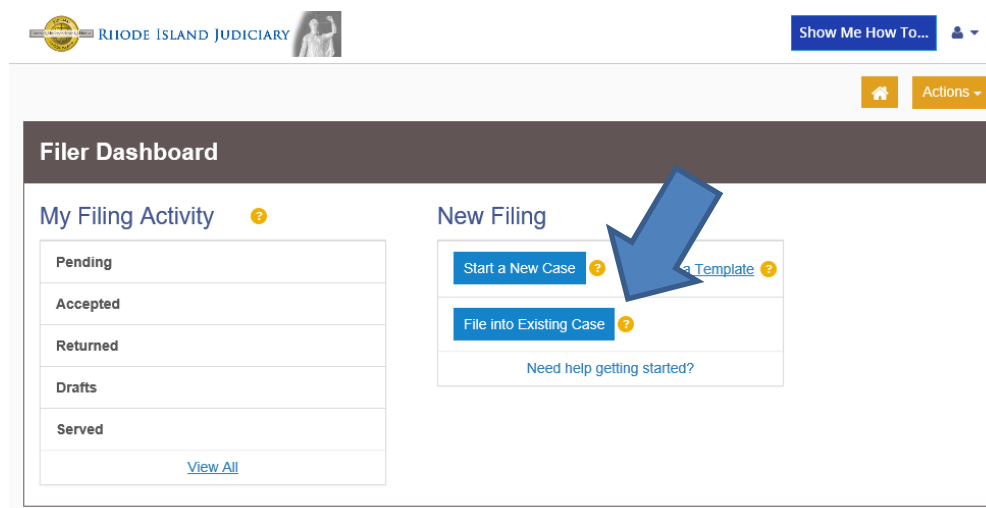 RHODE ISLAND JUDICIARY
Show Me How To...
Actions
Filer Dashboard
My Filing Activity ?
Pending
Accepted
Returned
Drafts
Served
View All
New Filing
Start a New Case ? a Template ?
File into Existing Case ?
Need help getting started?